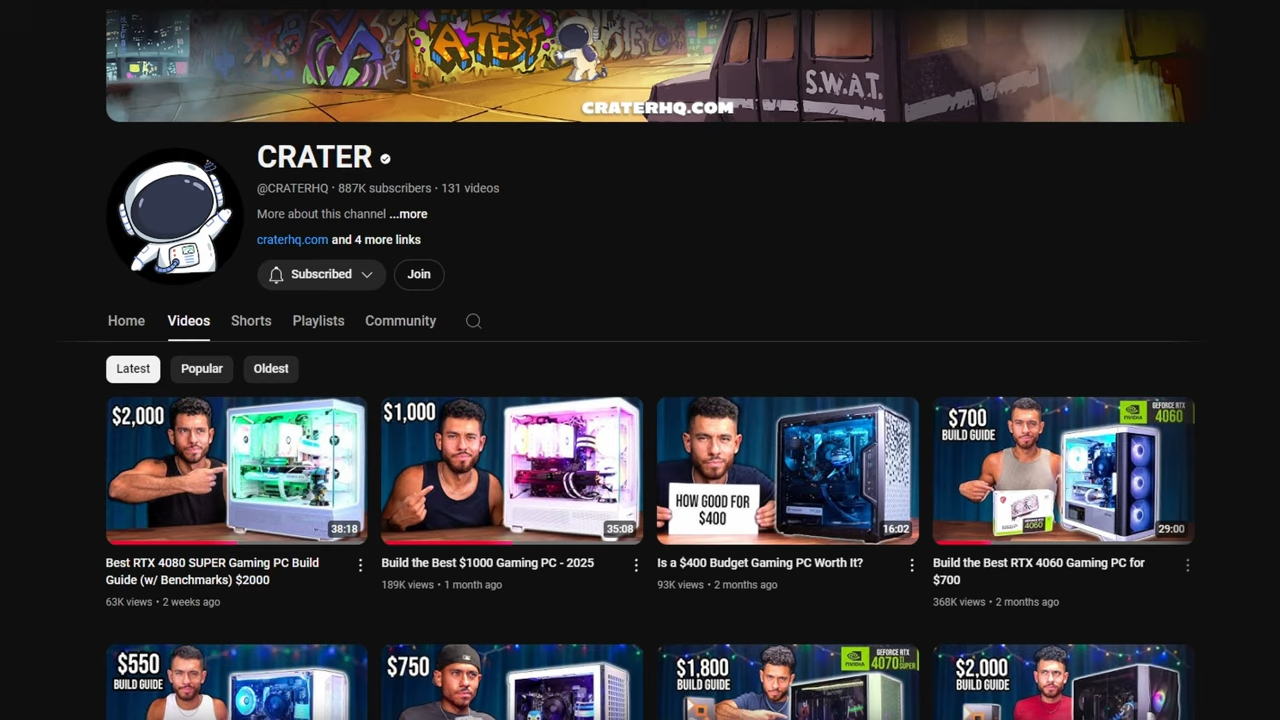 A.TEST
S.W.A.T.
CRATERHQ.COM
CRATER
@CRATERHQ · 887K subscribers · 131 videos
More about this channel ...more
craterhq.com and 4 more links
Subscribed
Join
Home Videos Shorts Playlists Community
Latest Popular Oldest
$2,000
38:18
$1,000
35:08
HOW GOOD FOR
$400
16:02
$700
BUILD GUIDE
NVIDIA
GEFORCE RTX
4060
4060
29:00
Best RTX 4080 SUPER Gaming PC Build
Guide (w/ Benchmarks) $2000
63K views • 2 weeks ago
Build the Best $1000 Gaming PC - 2025
189K views • 1 month ago
Is a $400 Budget Gaming PC Worth It?
93K views • 2 months ago
Build the Best RTX 4060 Gaming PC for
$700
368K views • 2 months ago
$550
BUILD GUIDE
$750
$1,800
BUILD GUIDE
NVIDIA
GEFORCE RTX
4070 TI
SUPER
$2,000
BUILD GUIDE